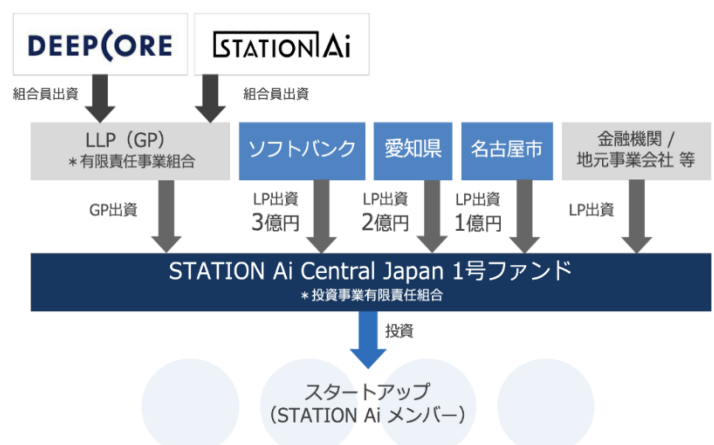 DEEPCORE
STATION Ai
組合員出資
組合員出資
LLP（GP）
＊有限責任事業組合
ソフトバンク
愛知県
名古屋市
金融機関 /
地元事業会社 等
GP出資
LP出資
3億円
LP出資
2億円
LP出資
1億円
LP出資
STATION Ai Central Japan 1号ファンド
＊投資事業有限責任組合
投資
スタートアップ
（STATION Ai メンバー）